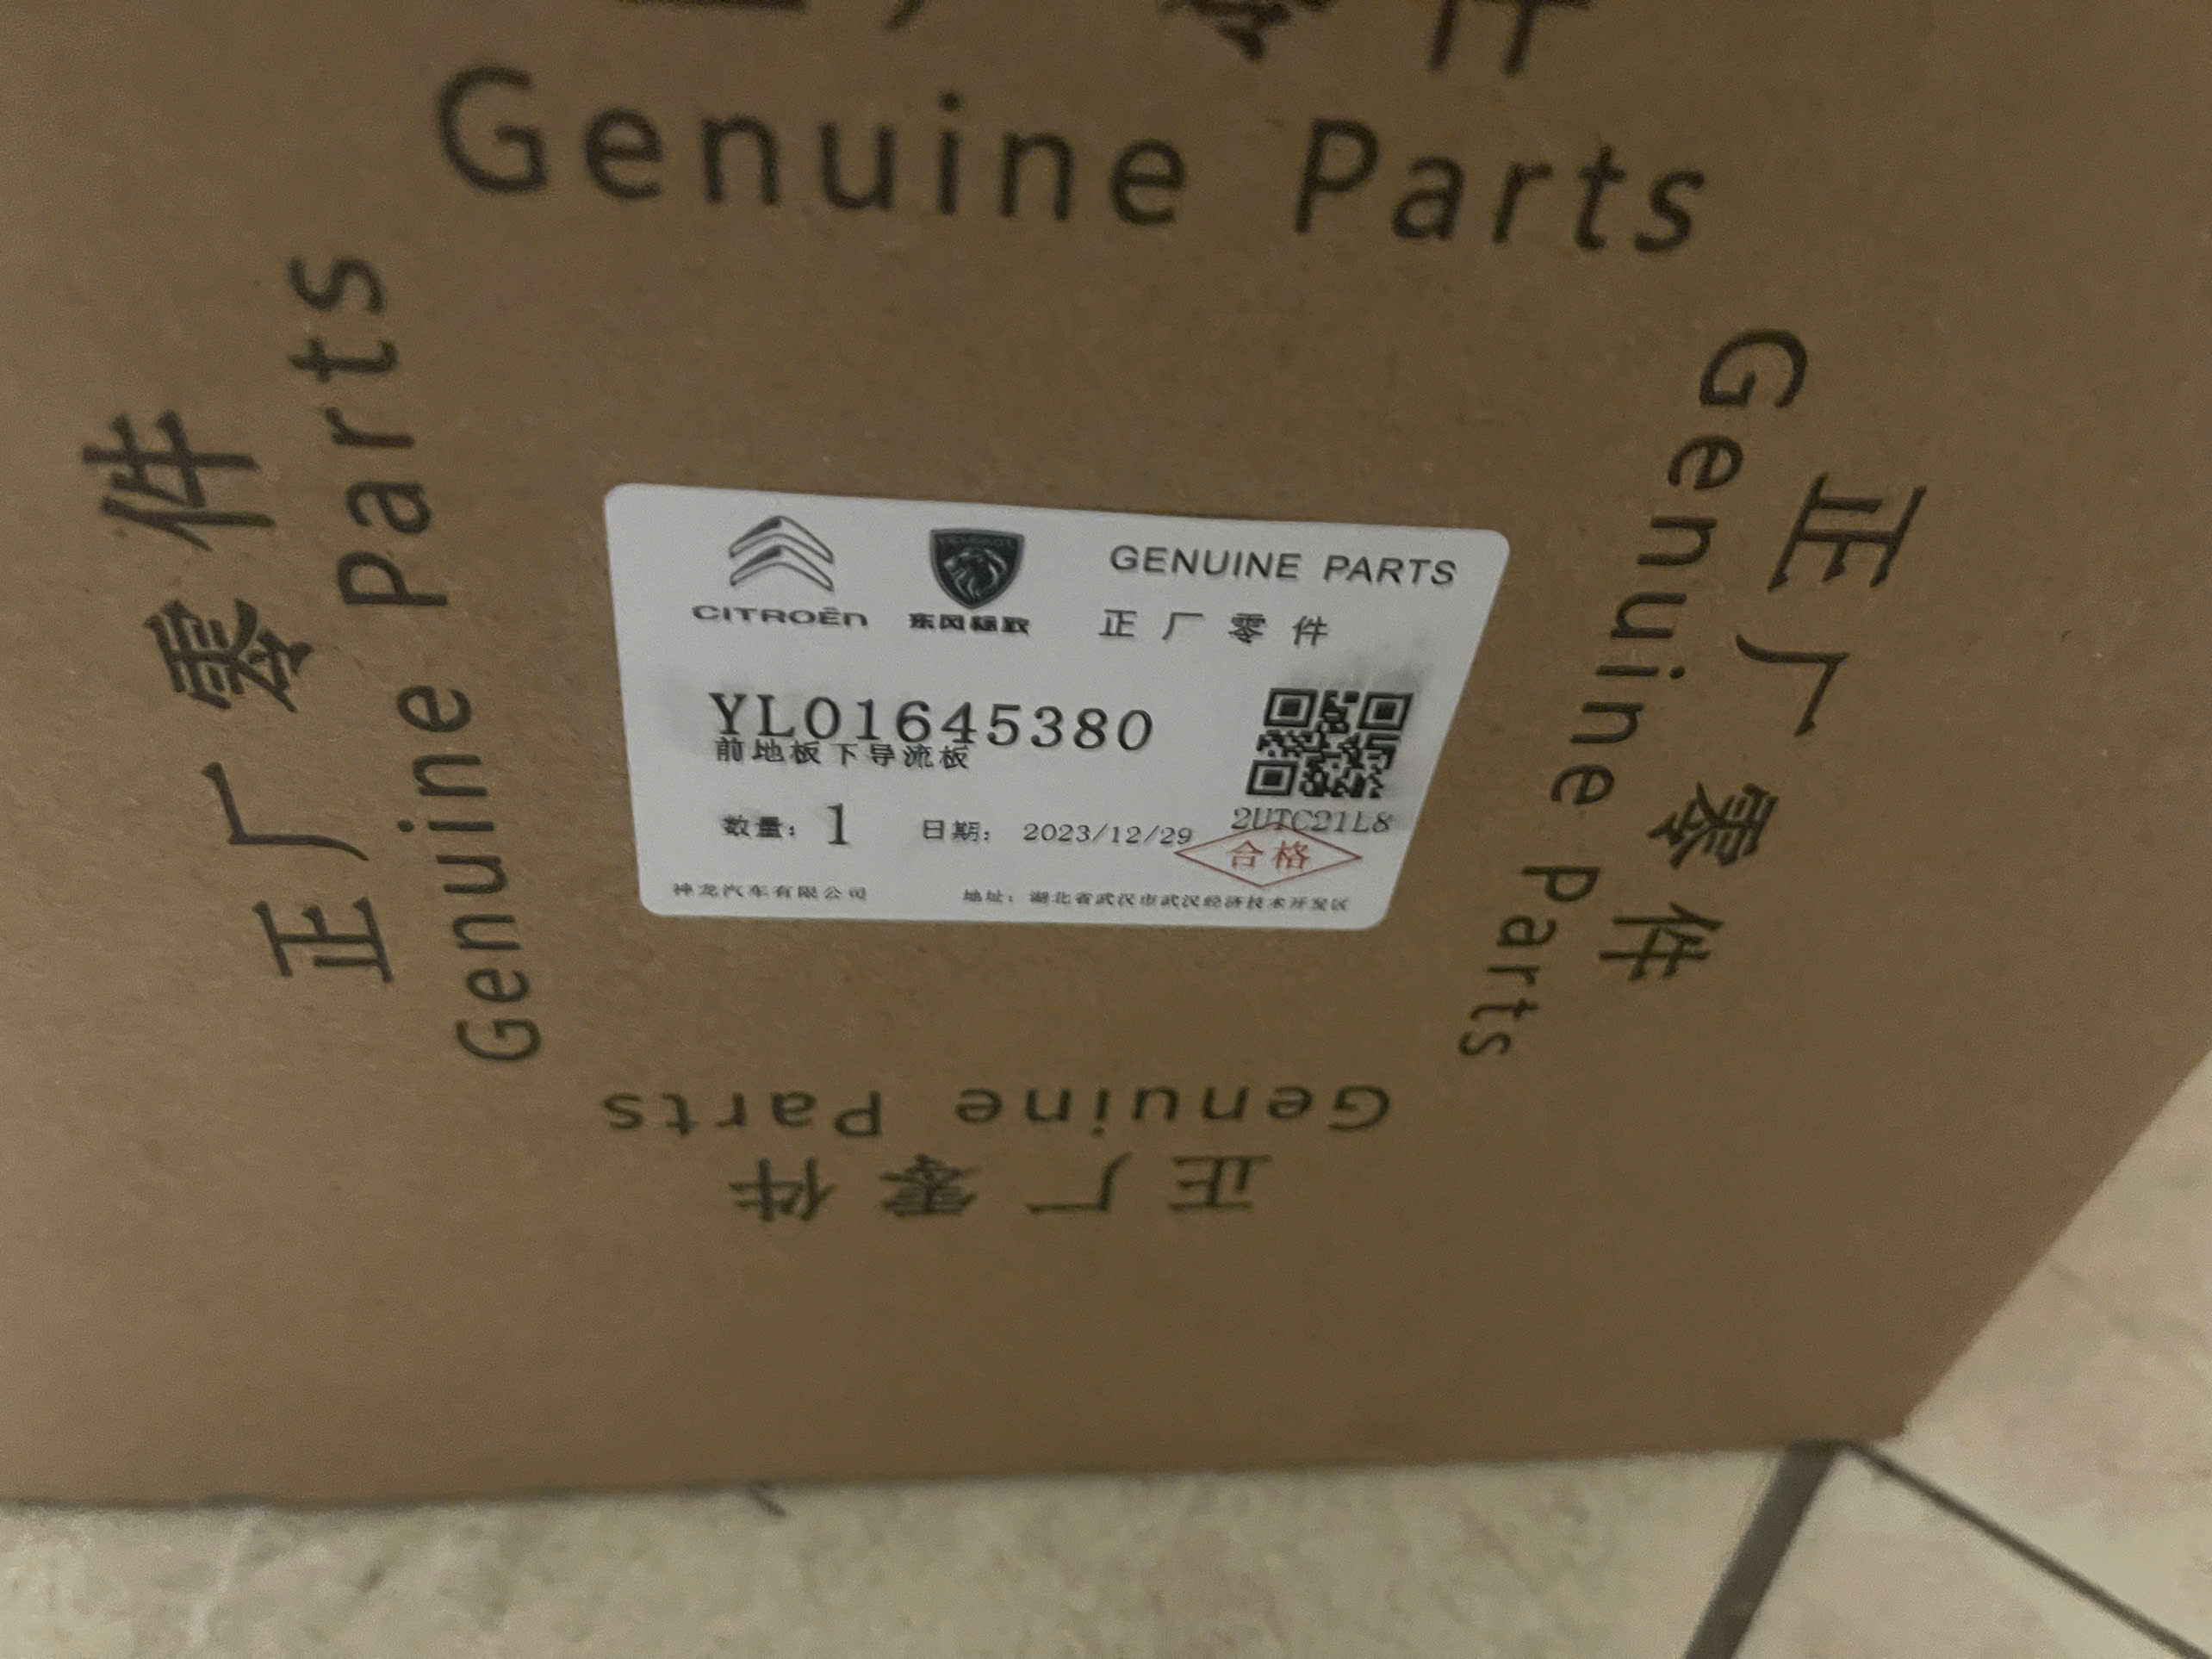 零件
Genuine Parts
正厂零件
Genuine Parts
Genuine Parts
正厂零件
CITROËN
东风标致
GENUINE PARTS
正厂零件
YL01645380
前地板下导流板
2UTC21L8
数量： 1
日期： 2023/12/29
合格
神龙汽车有限公司
地址：湖北省武汉市武汉经济技术开发区
Genuine Parts
正厂零件